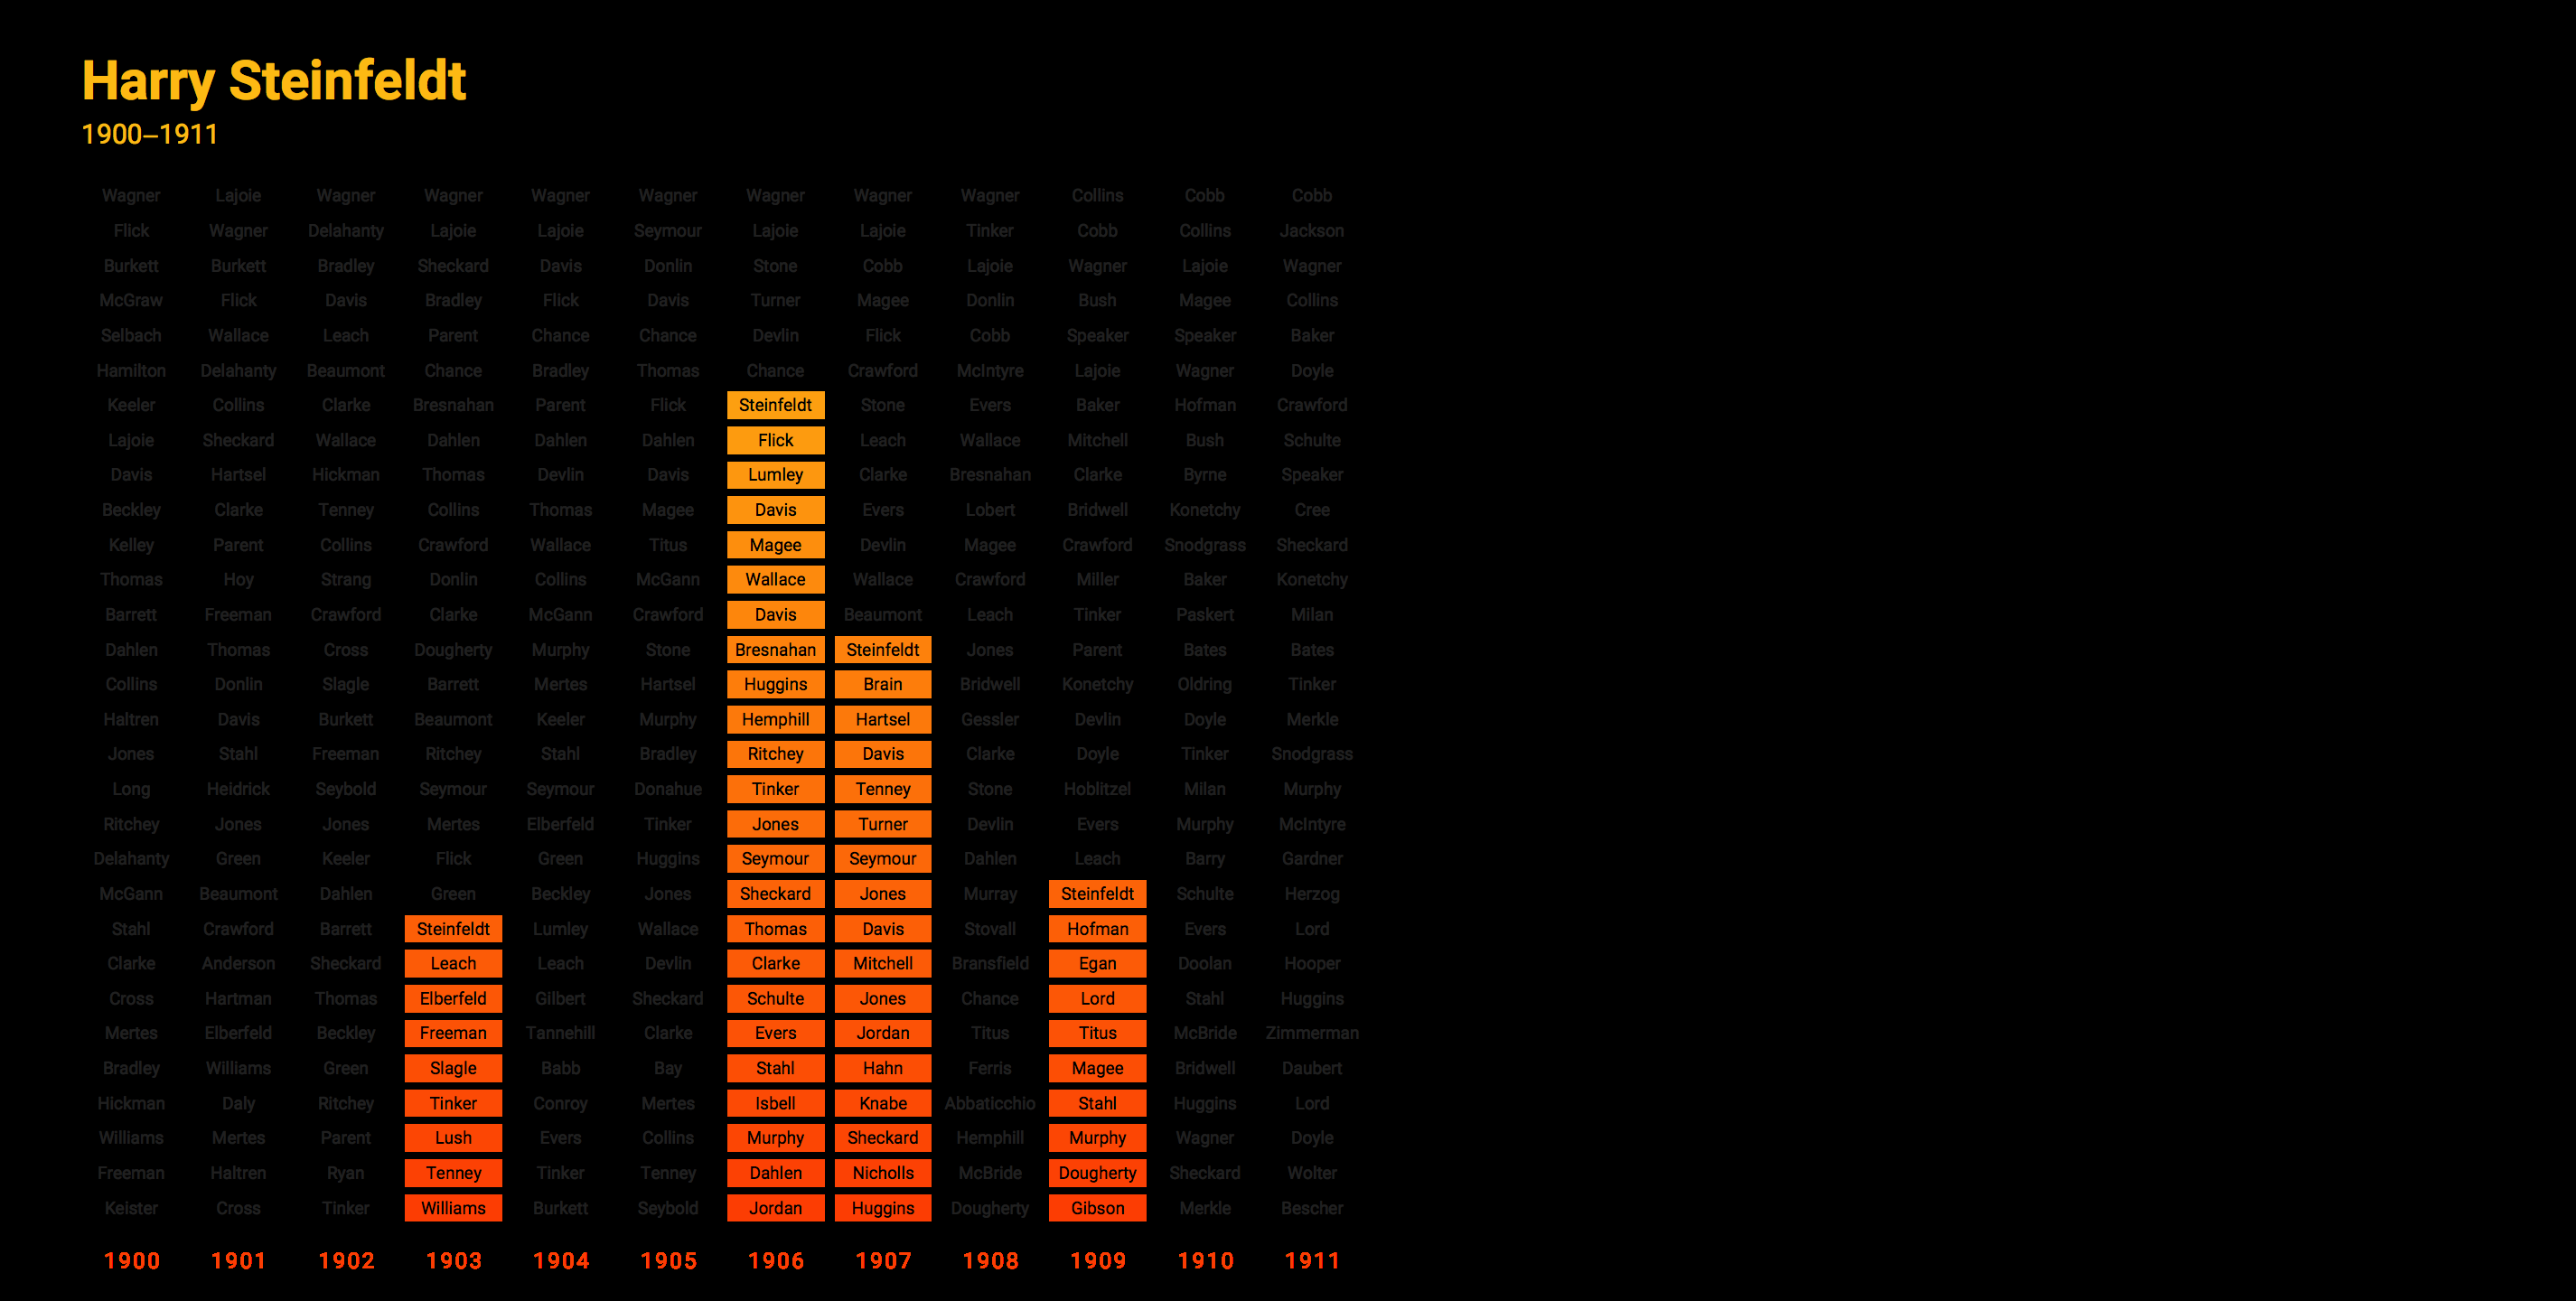 Harry Steinfeldt
1900–1911
Wagner Lajoie Wagner Wagner Wagner Wagner Wagner Wagner Wagner Collins Cobb Cobb
Flick Wagner Delahanty Lajoie Lajoie Seymour Lajoie Lajoie Tinker Cobb Collins Jackson
Burkett Burkett Bradley Sheckard Davis Donlin Stone Cobb Lajoie Wagner Lajoie Wagner
McGraw Flick Davis Bradley Flick Davis Turner Magee Donlin Bush Magee Collins
Selbach Wallace Leach Parent Chance Chance Devlin Flick Cobb Speaker Speaker Baker
Hamilton Delahanty Beaumont Chance Bradley Thomas Chance Crawford McIntyre Lajoie Wagner Doyle
Keeler Collins Clarke Bresnahan Parent Flick Steinfeldt Stone Evers Baker Hofman Crawford
Lajoie Sheckard Wallace Dahlen Dahlen Dahlen Flick Leach Wallace Mitchell Bush Schulte
Davis Hartsel Hickman Thomas Devlin Davis Lumley Clarke Bresnahan Clarke Byrne Speaker
Beckley Clarke Tenney Collins Thomas Magee Davis Evers Lobert Bridwell Konetchy Cree
Kelley Parent Collins Crawford Wallace Titus Magee Devlin Magee Crawford Snodgrass Sheckard
Thomas Hoy Strang Donlin Collins McGann Wallace Wallace Crawford Miller Baker Konetchy
Barrett Freeman Crawford Clarke McGann Crawford Davis Beaumont Leach Tinker Paskert Milan
Dahlen Thomas Cross Dougherty Murphy Stone Bresnahan Steinfeldt Jones Parent Bates Bates
Collins Donlin Slagle Barrett Mertes Hartsel Huggins Brain Bridwell Konetchy Oldring Tinker
Haltren Davis Burkett Beaumont Keeler Murphy Hemphill Hartsel Gessler Devlin Doyle Merkle
Jones Stahl Freeman Ritchey Stahl Bradley Ritchey Davis Clarke Doyle Tinker Snodgrass
Long Heidrick Seybold Seymour Seymour Donahue Tinker Tenney Stone Hoblitzel Milan Murphy
Ritchey Jones Jones Mertes Elberfeld Tinker Jones Turner Devlin Evers Murphy McIntyre
Delahanty Green Keeler Flick Green Huggins Seymour Seymour Dahlen Leach Barry Gardner
McGann Beaumont Dahlen Green Beckley Jones Sheckard Jones Murray Steinfeldt Schulte Herzog
Stahl Crawford Barrett Steinfeldt Lumley Wallace Thomas Davis Stovall Hofman Evers Lord
Clarke Anderson Sheckard Leach Leach Devlin Clarke Mitchell Bransfield Egan Doolan Hooper
Cross Hartman Thomas Elberfeld Gilbert Sheckard Schulte Jones Chance Lord Stahl Huggins
Mertes Elberfeld Beckley Freeman Tannehill Clarke Evers Jordan Titus Titus McBride Zimmerman
Bradley Williams Green Slagle Babb Bay Stahl Hahn Ferris Magee Bridwell Daubert
Hickman Daly Ritchey Tinker Conroy Mertes Isbell Knabe Abbaticchio Stahl Huggins Lord
Williams Mertes Parent Lush Evers Collins Murphy Sheckard Hemphill Murphy Wagner Doyle
Freeman Haltren Ryan Tenney Tinker Tenney Dahlen Nicholls McBride Dougherty Sheckard Wolter
Keister Cross Tinker Williams Burkett Seybold Jordan Huggins Dougherty Gibson Merkle Bescher
1900 1901 1902 1903 1904 1905 1906 1907 1908 1909 1910 1911